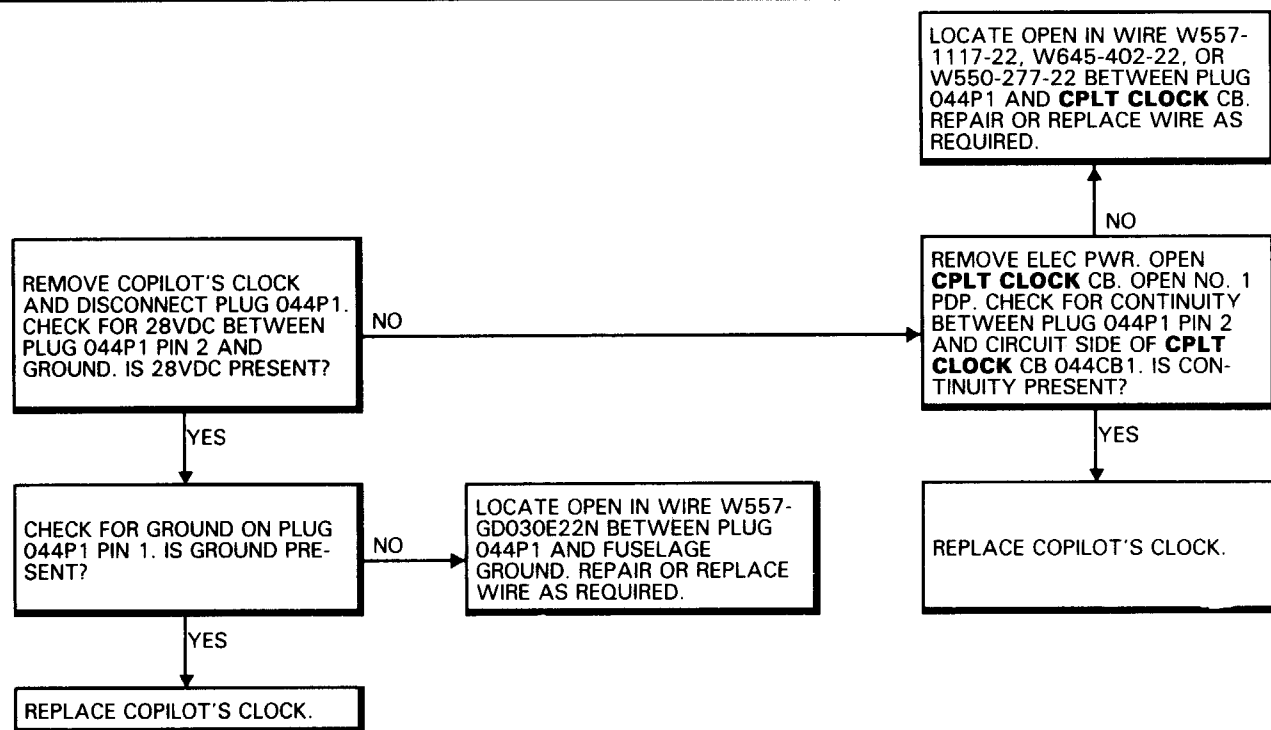 LOCATE OPEN IN WIRE W557-
1117-22, W645-402-22, OR
W550-277-22 BETWEEN PLUG
044P1 AND CPLT CLOCK CB.
REPAIR OR REPLACE WIRE AS
REQUIRED.
NO
REMOVE COPILOT'S CLOCK
AND DISCONNECT PLUG 044P1.
CHECK FOR 28VDC BETWEEN
PLUG 044P1 PIN 2 AND
GROUND. IS 28VDC PRESENT?
NO
REMOVE ELEC PWR. OPEN
CPLT CLOCK CB. OPEN NO. 1
PDP. CHECK FOR CONTINUITY
BETWEEN PLUG 044P1 PIN 2
AND CIRCUIT SIDE OF CPLT
CLOCK CB 044CB1. IS CON-
TINUITY PRESENT?
YES
YES
CHECK FOR GROUND ON PLUG
044P1 PIN 1. IS GROUND PRE-
SENT?
NO
LOCATE OPEN IN WIRE W557-
GD030E22N BETWEEN PLUG
044P1 AND FUSELAGE
GROUND. REPAIR OR REPLACE
WIRE AS REQUIRED.
REPLACE COPILOT'S CLOCK.
YES
REPLACE COPILOT'S CLOCK.